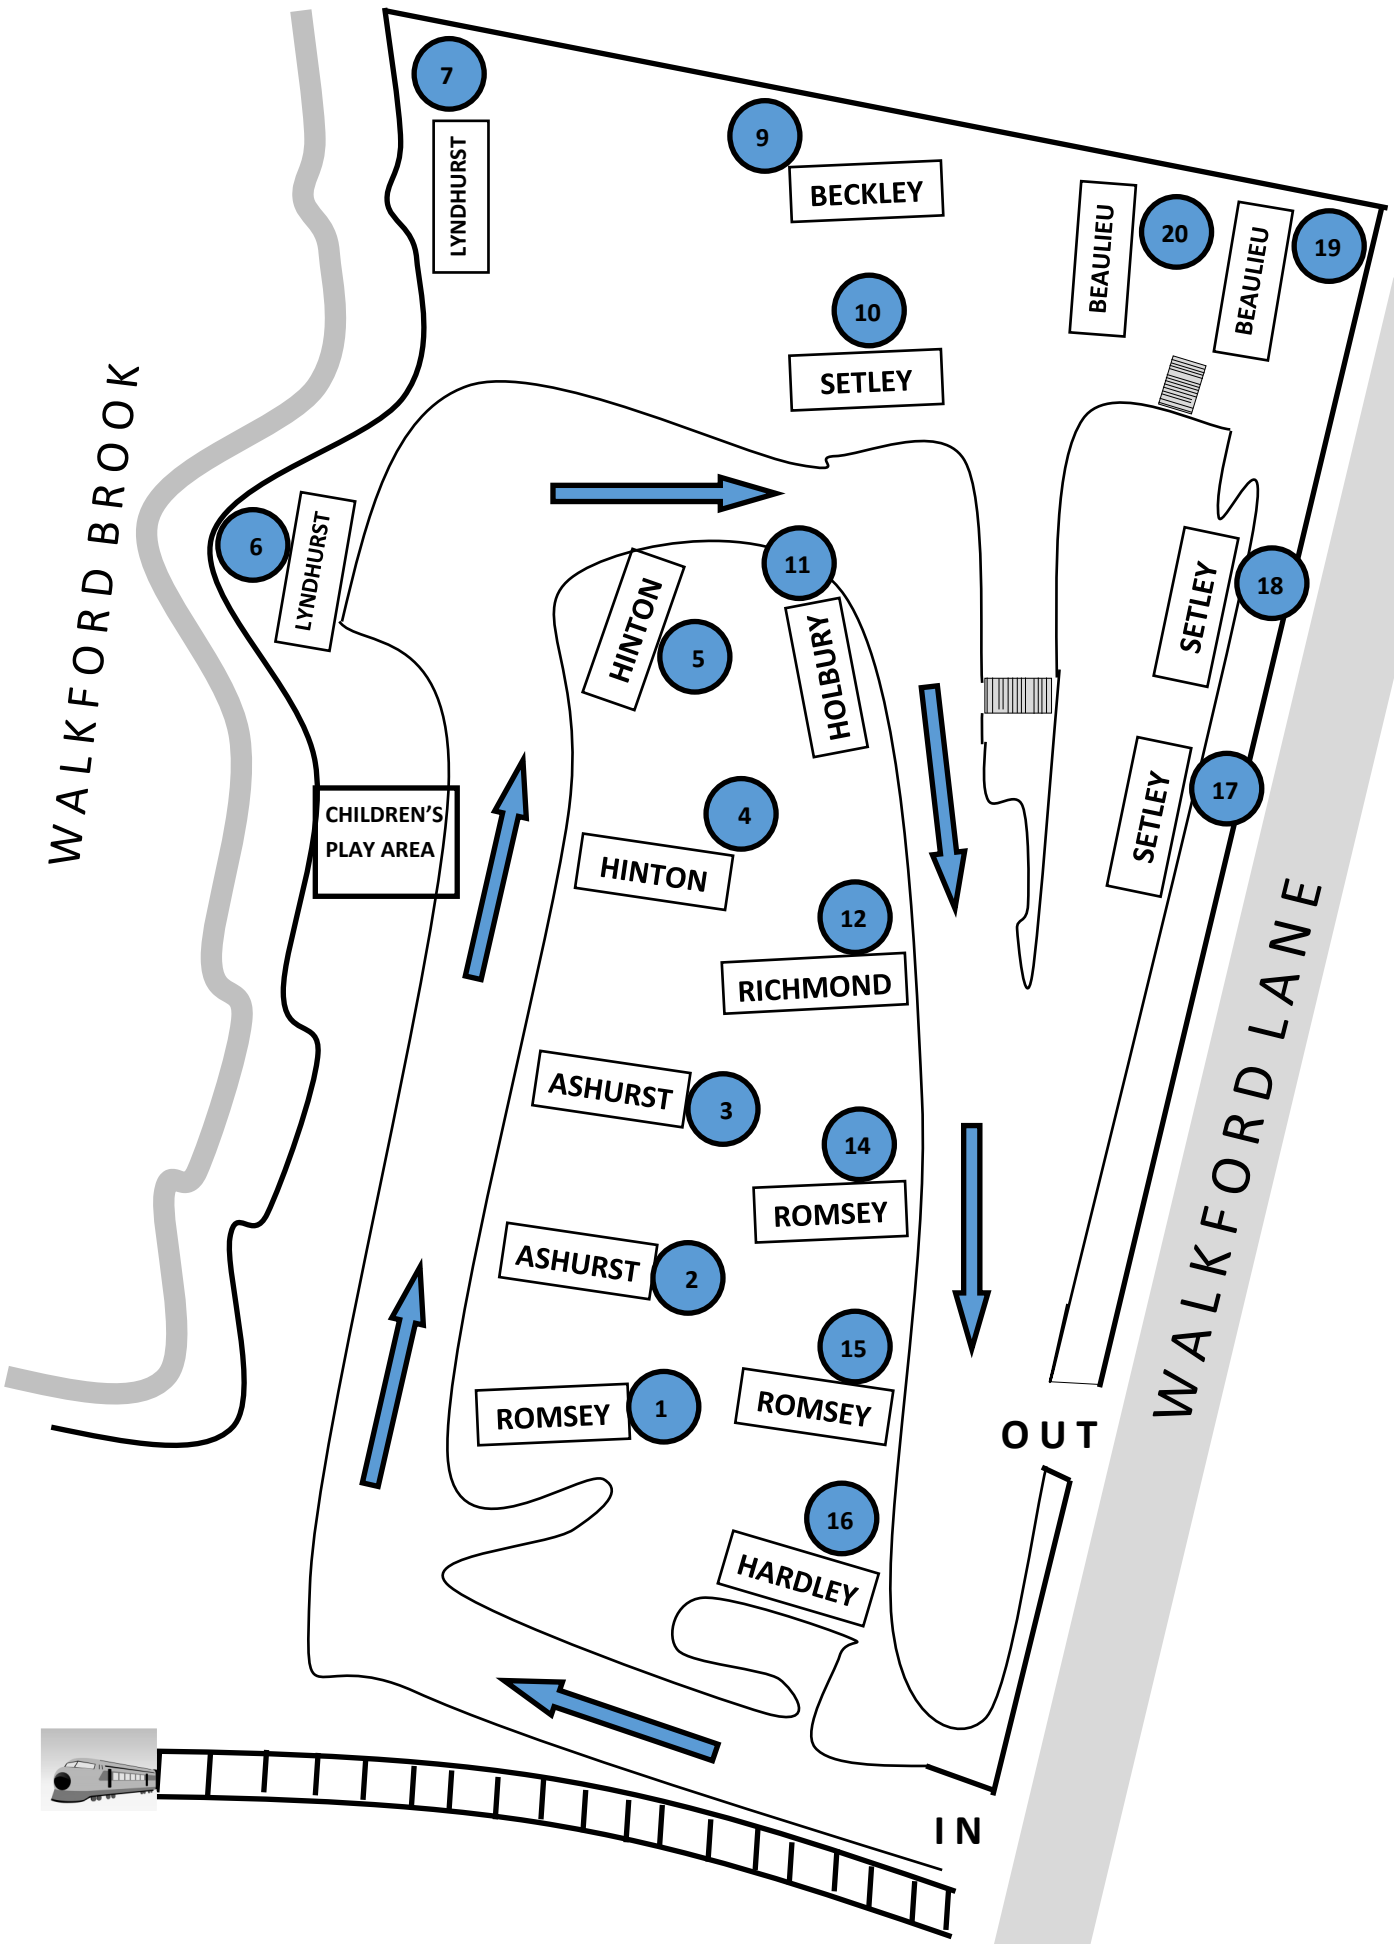 7
LYNDHURST
9
BECKLEY
BEAULIEU
20
BEAULIEU
19
10
SETLEY
WALKFORD BROOK
6
LYNDHURST
HINTON
5
11
HOLBURY
SETLEY
18
CHILDREN'S
PLAY AREA
4
HINTON
SETLEY
17
12
RICHMOND
ASHURST
3
14
ROMSEY
WALKFORD LANE
ASHURST
2
15
ROMSEY
ROMSEY
1
OUT
16
HARDLEY
IN